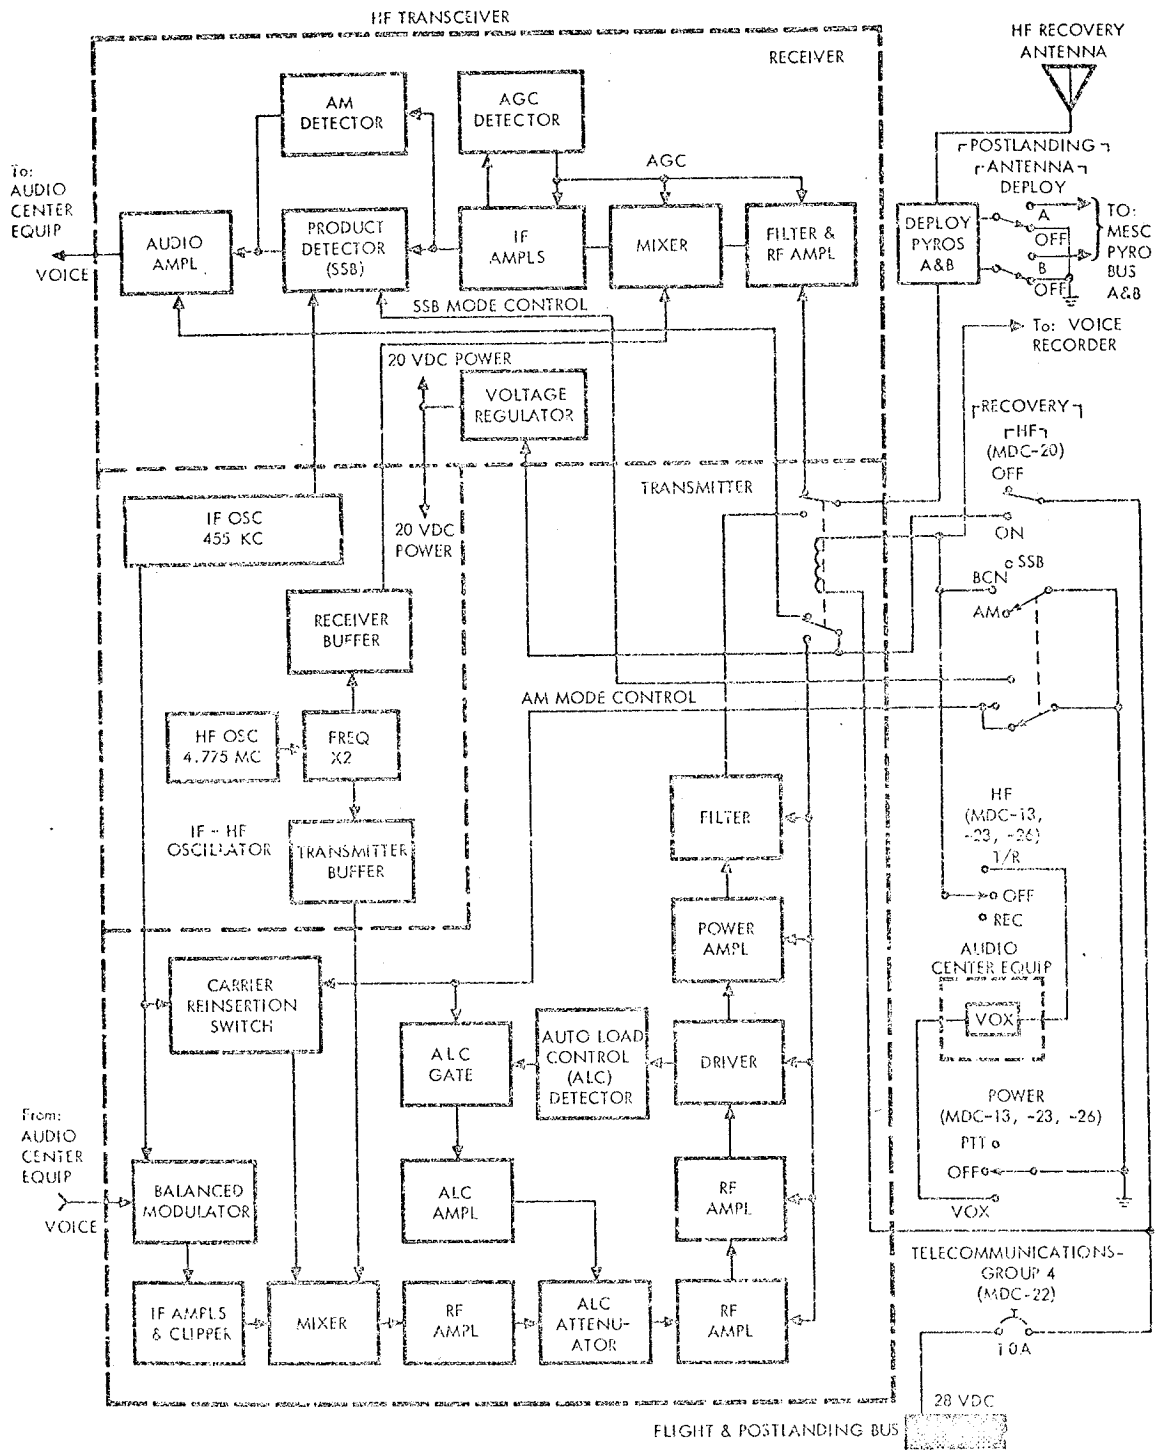 HF TRANSCEIVER
RECEIVER
HF RECOVERY
ANTENNA
AM
DETECTOR
AGC
DETECTOR
AGC
POSTLANDING
ANTENNA
DEPLOY
To:
AUDIO
CENTER
EQUIP
VOICE
AUDIO
AMPL
PRODUCT
DETECTOR
(SSB)
IF
AMPLS
MIXER
FILTER &
RF AMPL
DEPLOY
PYROS
A&B
A
OFF
B
OFF
TO:
MESC
PYRO
BUS
A&B
SSB MODE CONTROL
To: VOICE
RECORDER
20 VDC POWER
VOLTAGE
REGULATOR
RECOVERY
HF
(MDC-20)
OFF
ON
TRANSMITTER
IF OSC
455 KC
20 VDC
POWER
SSB
BCN
AM
RECEIVER
BUFFER
AM MODE CONTROL
HF OSC
4.775 MC
FREQ
X2
IF - HF
OSCILLATOR
TRANSMITTER
BUFFER
FILTER
HF
(MDC-13,
-23, -26)
T/R
OFF
REC
POWER
AMPL
AUDIO
CENTER EQUIP
VOX
CARRIER
REINSERTION
SWITCH
ALC
GATE
AUTO LOAD
CONTROL
(ALC)
DETECTOR
DRIVER
POWER
(MDC-13, -23, -26)
PTT
OFF
VOX
From:
AUDIO
CENTER
EQUIP
VOICE
BALANCED
MODULATOR
ALC
AMPL
RF
AMPL
TELECOMMUNICATIONS-
GROUP 4
(MDC-22)
10A
IF AMPLS
& CLIPPER
MIXER
RF
AMPL
ALC
ATTENU-
ATOR
RF
AMPL
28 VDC
FLIGHT & POSTLANDING BUS